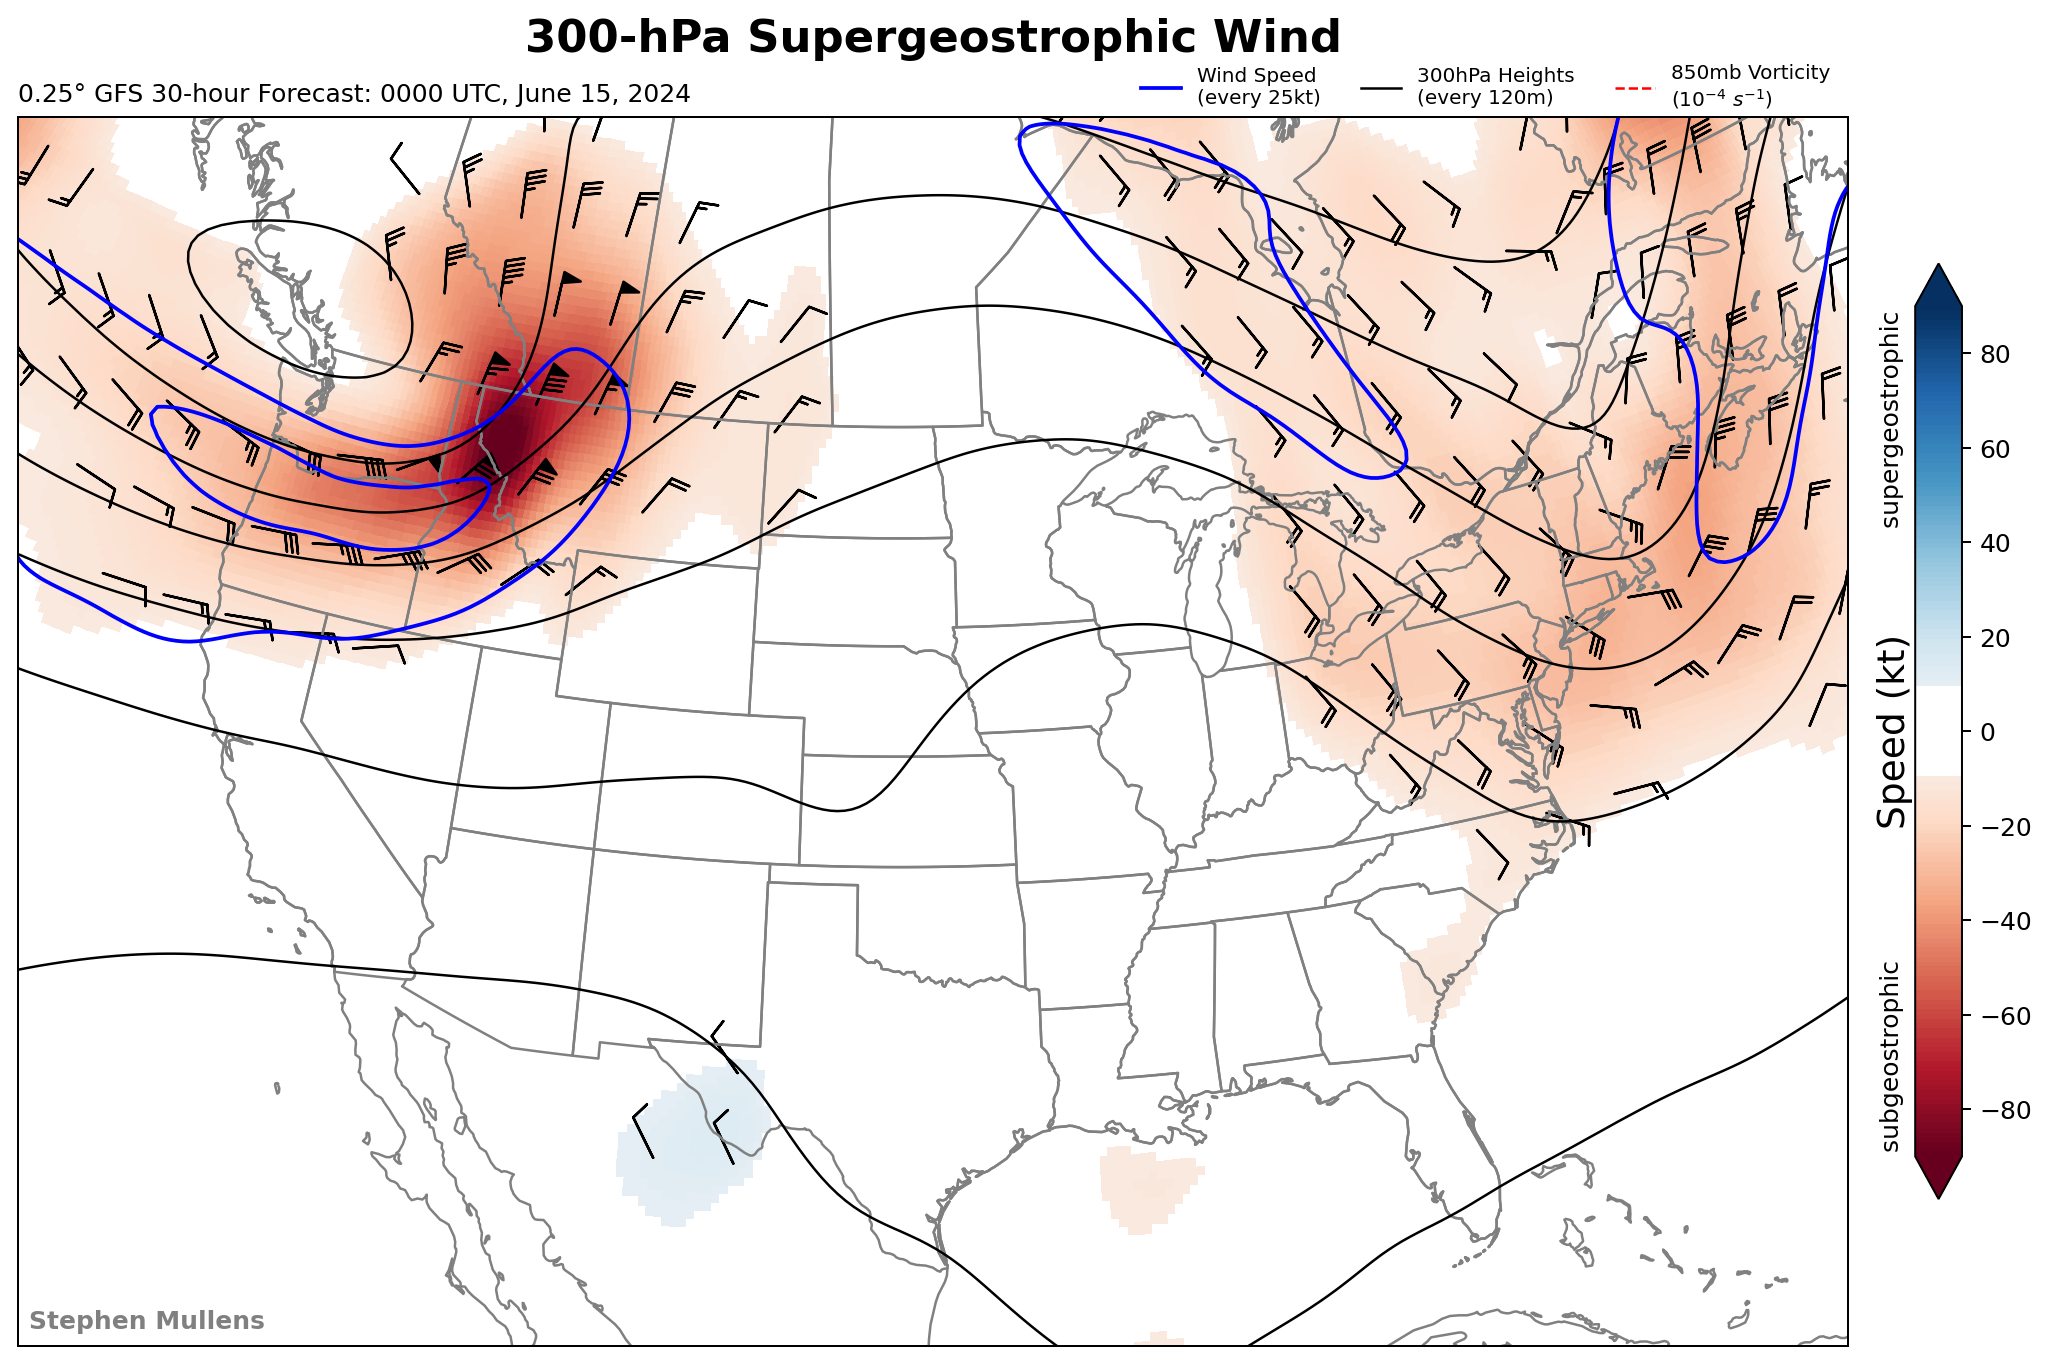 300-hPa Supergeostrophic Wind
0.25° GFS 30-hour Forecast: 0000 UTC, June 15, 2024
Wind Speed
(every 25kt)
300hPa Heights
(every 120m)
850mb Vorticity
(10⁻⁴ s⁻¹)
supergeostrophic
Speed (kt)
subgeostrophic
80
60
40
20
0
−20
−40
−60
−80
Stephen Mullens